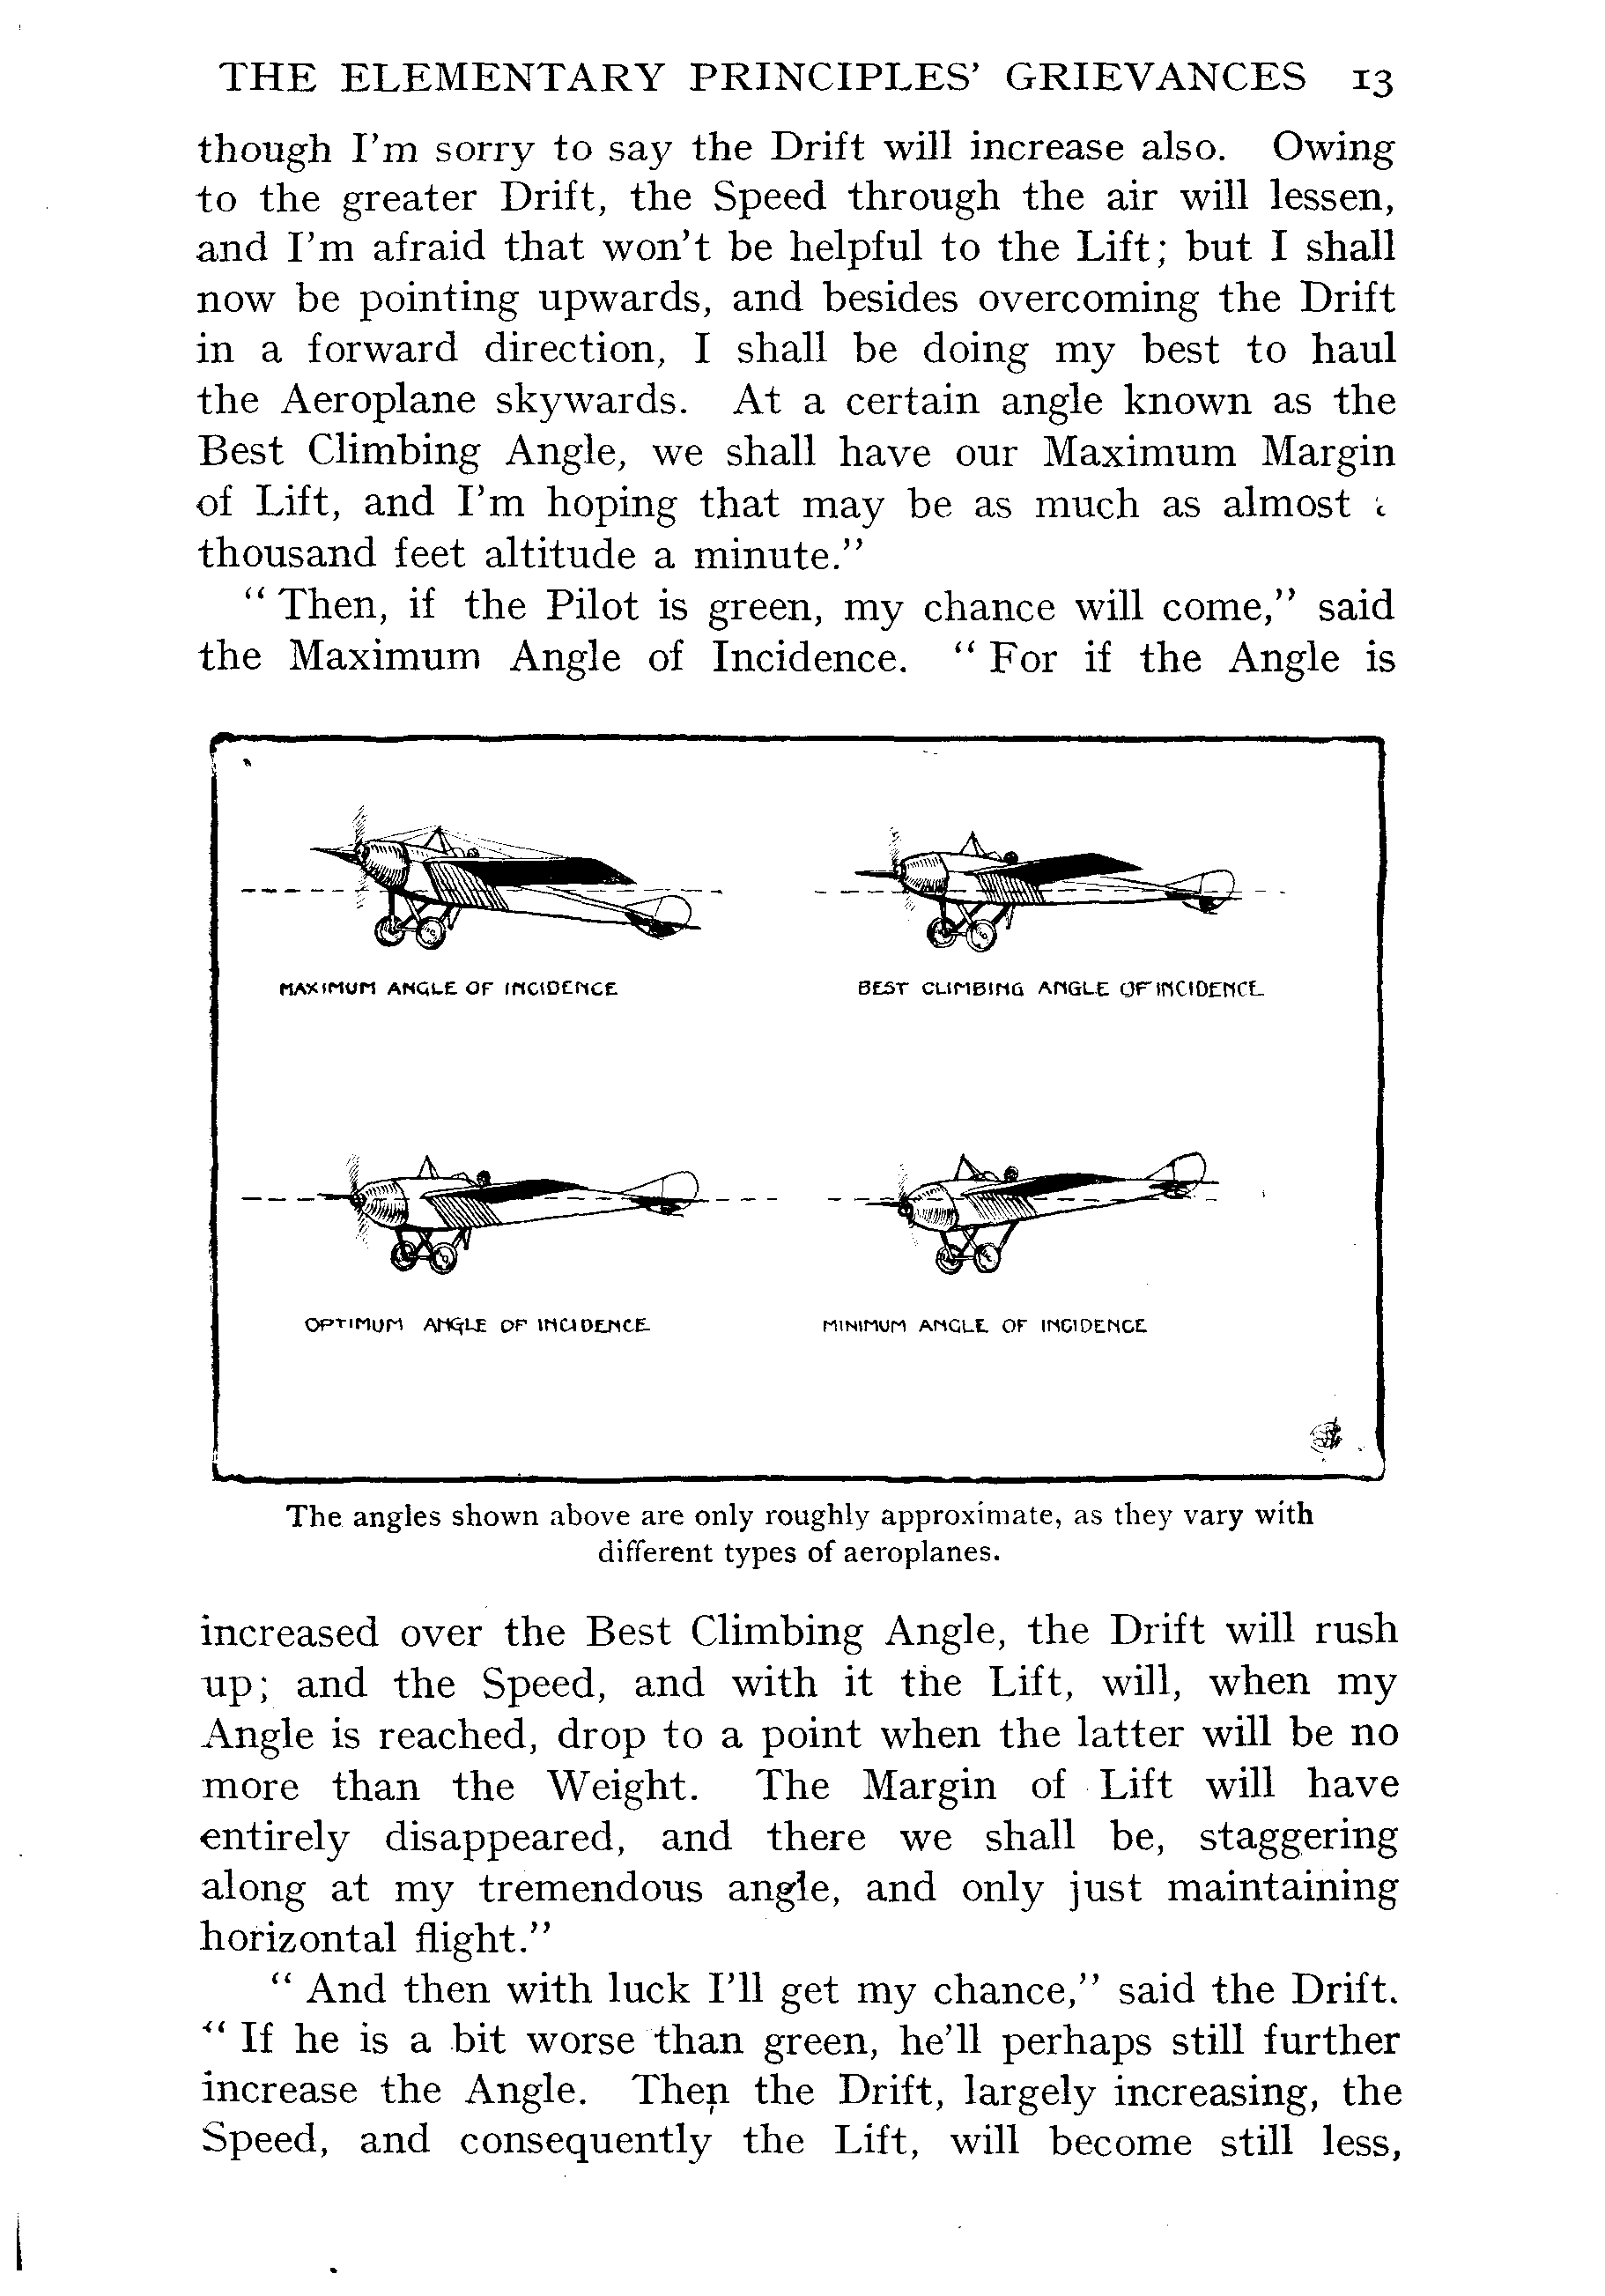 THE ELEMENTARY PRINCIPLES' GRIEVANCES 13
though I'm sorry to say the Drift will increase also. Owing
to the greater Drift, the Speed through the air will lessen,
and I'm afraid that won't be helpful to the Lift; but I shall
now be pointing upwards, and besides overcoming the Drift
in a forward direction, I shall be doing my best to haul
the Aeroplane skywards. At a certain angle known as the
Best Climbing Angle, we shall have our Maximum Margin
of Lift, and I'm hoping that may be as much as almost
thousand feet altitude a minute."
"Then, if the Pilot is green, my chance will come," said
the Maximum Angle of Incidence. "For if the Angle is
MAXIMUM ANGLE OF INCIDENCE
BEST CLIMBING ANGLE OF INCIDENCE
OPTIMUM ANGLE OF INCIDENCE
MINIMUM ANGLE OF INCIDENCE
The angles shown above are only roughly approximate, as they vary with
different types of aeroplanes.
increased over the Best Climbing Angle, the Drift will rush
up; and the Speed, and with it the Lift, will, when my
Angle is reached, drop to a point when the latter will be no
more than the Weight. The Margin of Lift will have
entirely disappeared, and there we shall be, staggering
along at my tremendous angle, and only just maintaining
horizontal flight."
"And then with luck I'll get my chance," said the Drift.
"If he is a bit worse than green, he'll perhaps still further
increase the Angle. Then the Drift, largely increasing, the
Speed, and consequently the Lift, will become still less,